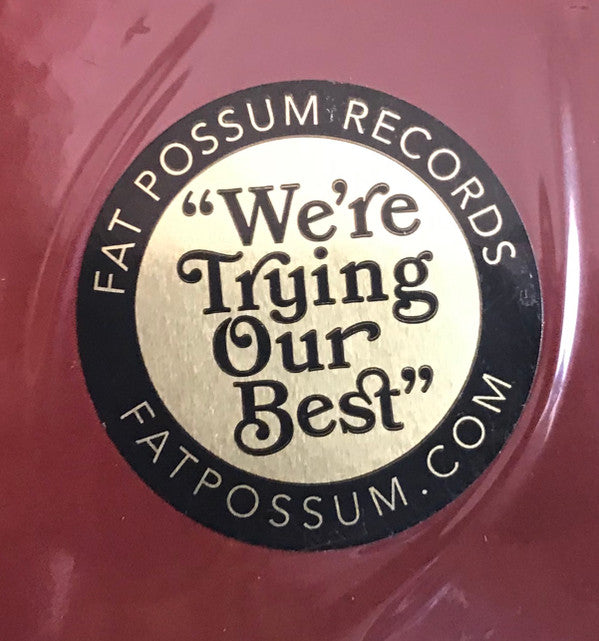 FAT POSSUM RECORDS
“We’re
Trying
Our
Best”
FATPOSSUM.COM